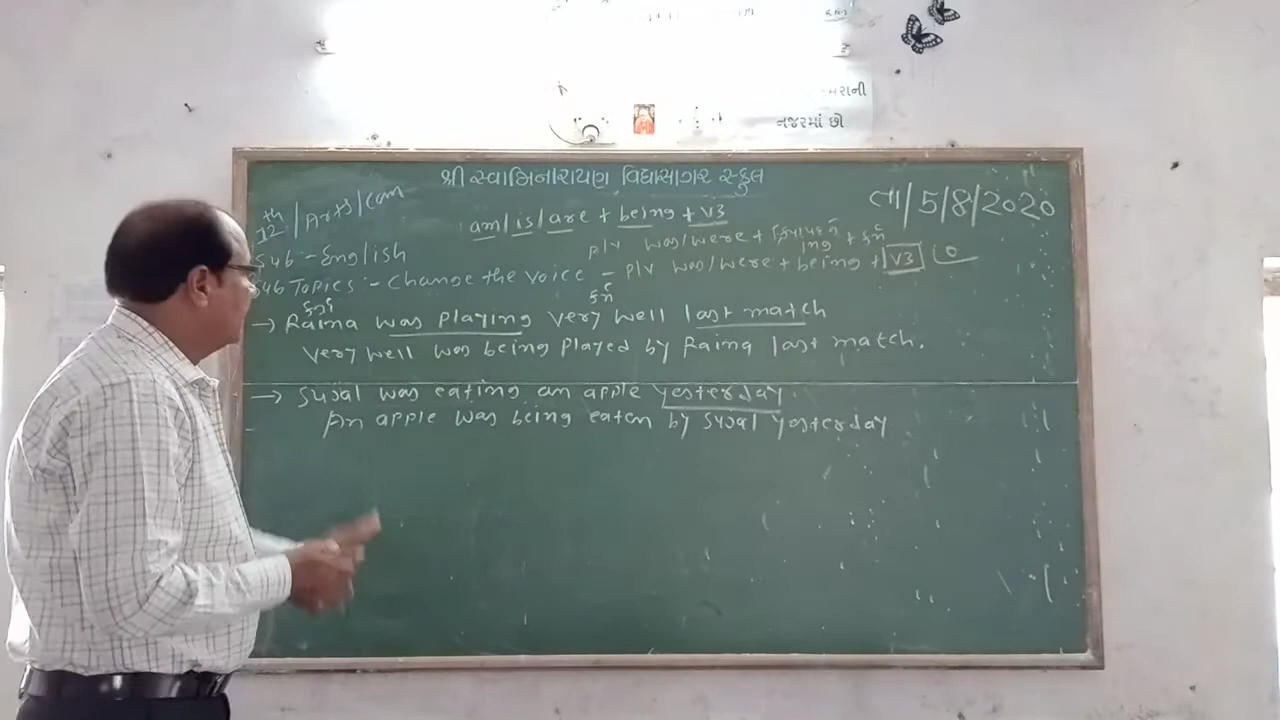 મારાની
નજરમાં છો
શ્રી સ્વામિનારાયણ વિદ્યાસાગર સ્કુલ
12th/Arts/com
તા/5/8/2020
am/is/are + being + V3
Sub - English
P/V was/were + ક્રિયાપદને ing + કર્મ
Sub Topics - Change the Voice - P/V was/were + being + V3
કર્તા
કર્મ
→ Raina was playing very well last match
very well was being played by Raina last match.
→ Sujal was eating an apple yesterday.
An apple was being eaten by Sujal yesterday